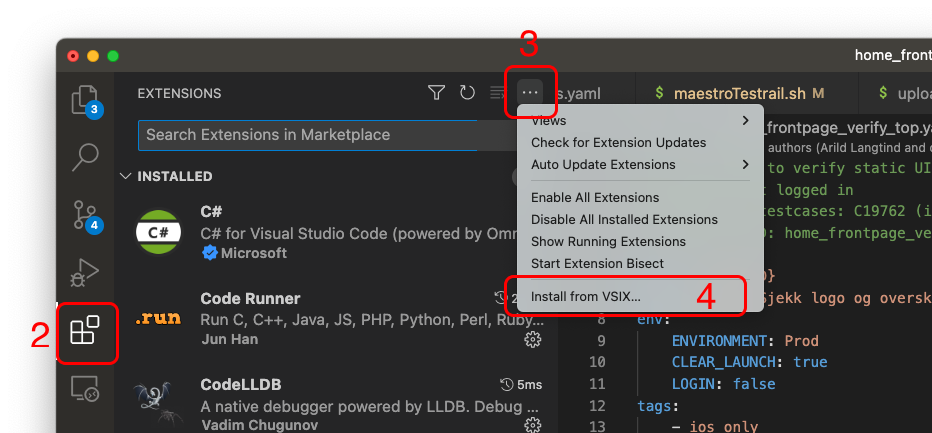 3
home_frontp
3
EXTENSIONS
···
s.yaml
$ maestroTestrail.sh M
$ uploa
Search Extensions in Marketplace
Views
Check for Extension Updates
Auto Update Extensions
Enable All Extensions
Disable All Installed Extensions
Show Running Extensions
Start Extension Bisect
Install from VSIX...
4
INSTALLED
C#
C#
C# for Visual Studio Code (powered by Omn
Microsoft
4
.run
Code Runner
Run C, C++, Java, JS, PHP, Python, Perl, Ruby...
Jun Han
2
CodeLLDB
5ms
A native debugger powered by LLDB. Debug ...
Vadim Chugunov
_frontpage_verify_top.ya
authors (Arild Langtind and o
to verify static UI
t logged in
testcases: C19762 (i
: home_frontpage_ve
}
Sjekk logo og oversk
8 env:
9 ENVIRONMENT: Prod
10 CLEAR_LAUNCH: true
11 LOGIN: false
12 tags:
13 - ios only